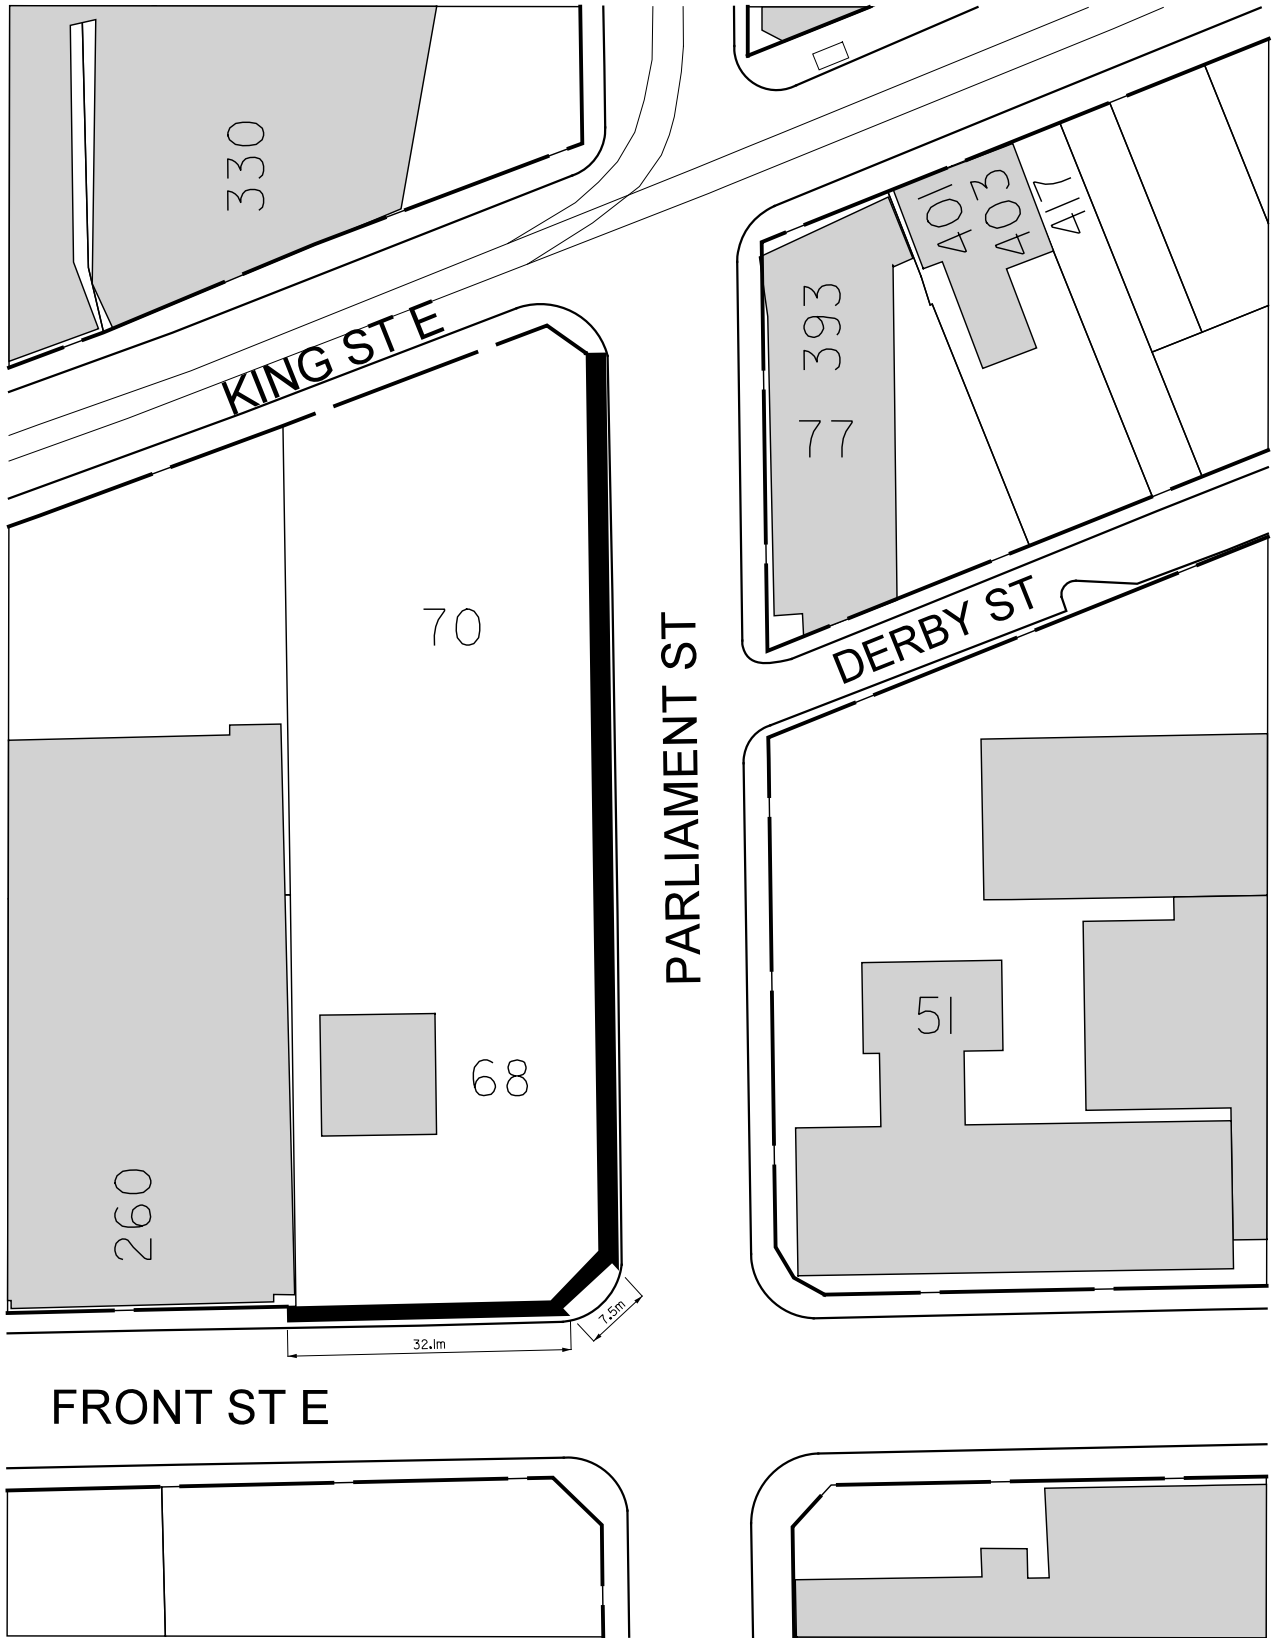 330
401
403
417
393
KING ST E
77
70
DERBY ST
PARLIAMENT ST
51
68
260
7.5m
32.1m
FRONT ST E